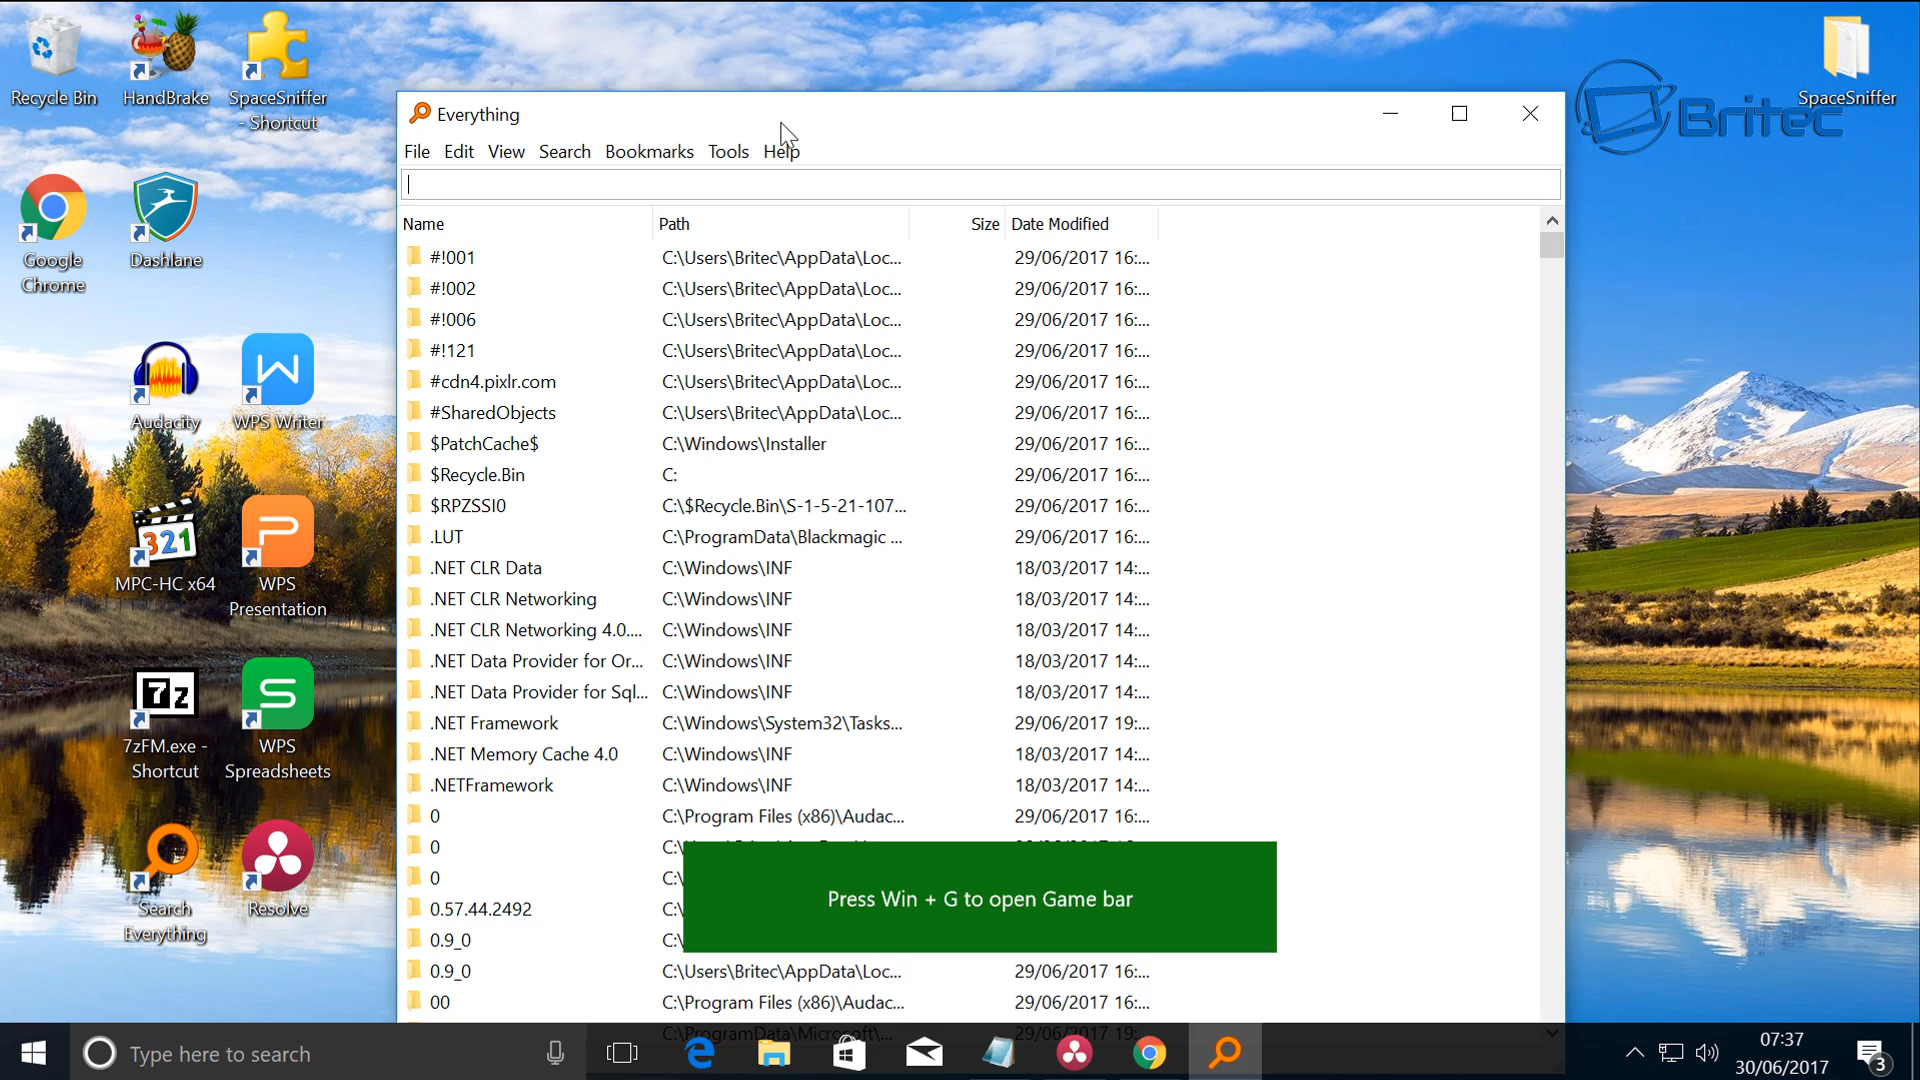 Recycle Bin
HandBrake
SpaceSniffer
- Shortcut
Google
Chrome
Dashlane
Audacity
WPS Writer
321
MPC-HC x64
WPS
Presentation
7z
7zFM.exe -
Shortcut
WPS
Spreadsheets
Search
Everything
Resolve
SpaceSniffer
Britec
Everything
File Edit View Search Bookmarks Tools Help
Name Path Size Date Modified
#!001 C:\Users\Britec\AppData\Loc... 29/06/2017 16:...
#!002 C:\Users\Britec\AppData\Loc... 29/06/2017 16:...
#!006 C:\Users\Britec\AppData\Loc... 29/06/2017 16:...
#!121 C:\Users\Britec\AppData\Loc... 29/06/2017 16:...
#cdn4.pixlr.com C:\Users\Britec\AppData\Loc... 29/06/2017 16:...
#SharedObjects C:\Users\Britec\AppData\Loc... 29/06/2017 16:...
$PatchCache$ C:\Windows\Installer 29/06/2017 16:...
$Recycle.Bin C: 29/06/2017 16:...
$RPZSSI0 C:\$Recycle.Bin\S-1-5-21-107... 29/06/2017 16:...
.LUT C:\ProgramData\Blackmagic ... 29/06/2017 16:...
.NET CLR Data C:\Windows\INF 18/03/2017 14:...
.NET CLR Networking C:\Windows\INF 18/03/2017 14:...
.NET CLR Networking 4.0.... C:\Windows\INF 18/03/2017 14:...
.NET Data Provider for Or... C:\Windows\INF 18/03/2017 14:...
.NET Data Provider for Sql... C:\Windows\INF 18/03/2017 14:...
.NET Framework C:\Windows\System32\Tasks... 29/06/2017 19:...
.NET Memory Cache 4.0 C:\Windows\INF 18/03/2017 14:...
.NETFramework C:\Windows\INF 18/03/2017 14:...
0 C:\Program Files (x86)\Audac... 29/06/2017 16:...
0 C:\
0 C:\
0.57.44.2492 C:\
0.9_0 C:\
0.9_0 C:\Users\Britec\AppData\Loc... 29/06/2017 16:...
00 C:\Program Files (x86)\Audac... 29/06/2017 16:...
C:\ProgramData\Microsoft\... 29/06/2017 19:...
Press Win + G to open Game bar
Type here to search
07:37
30/06/2017
3